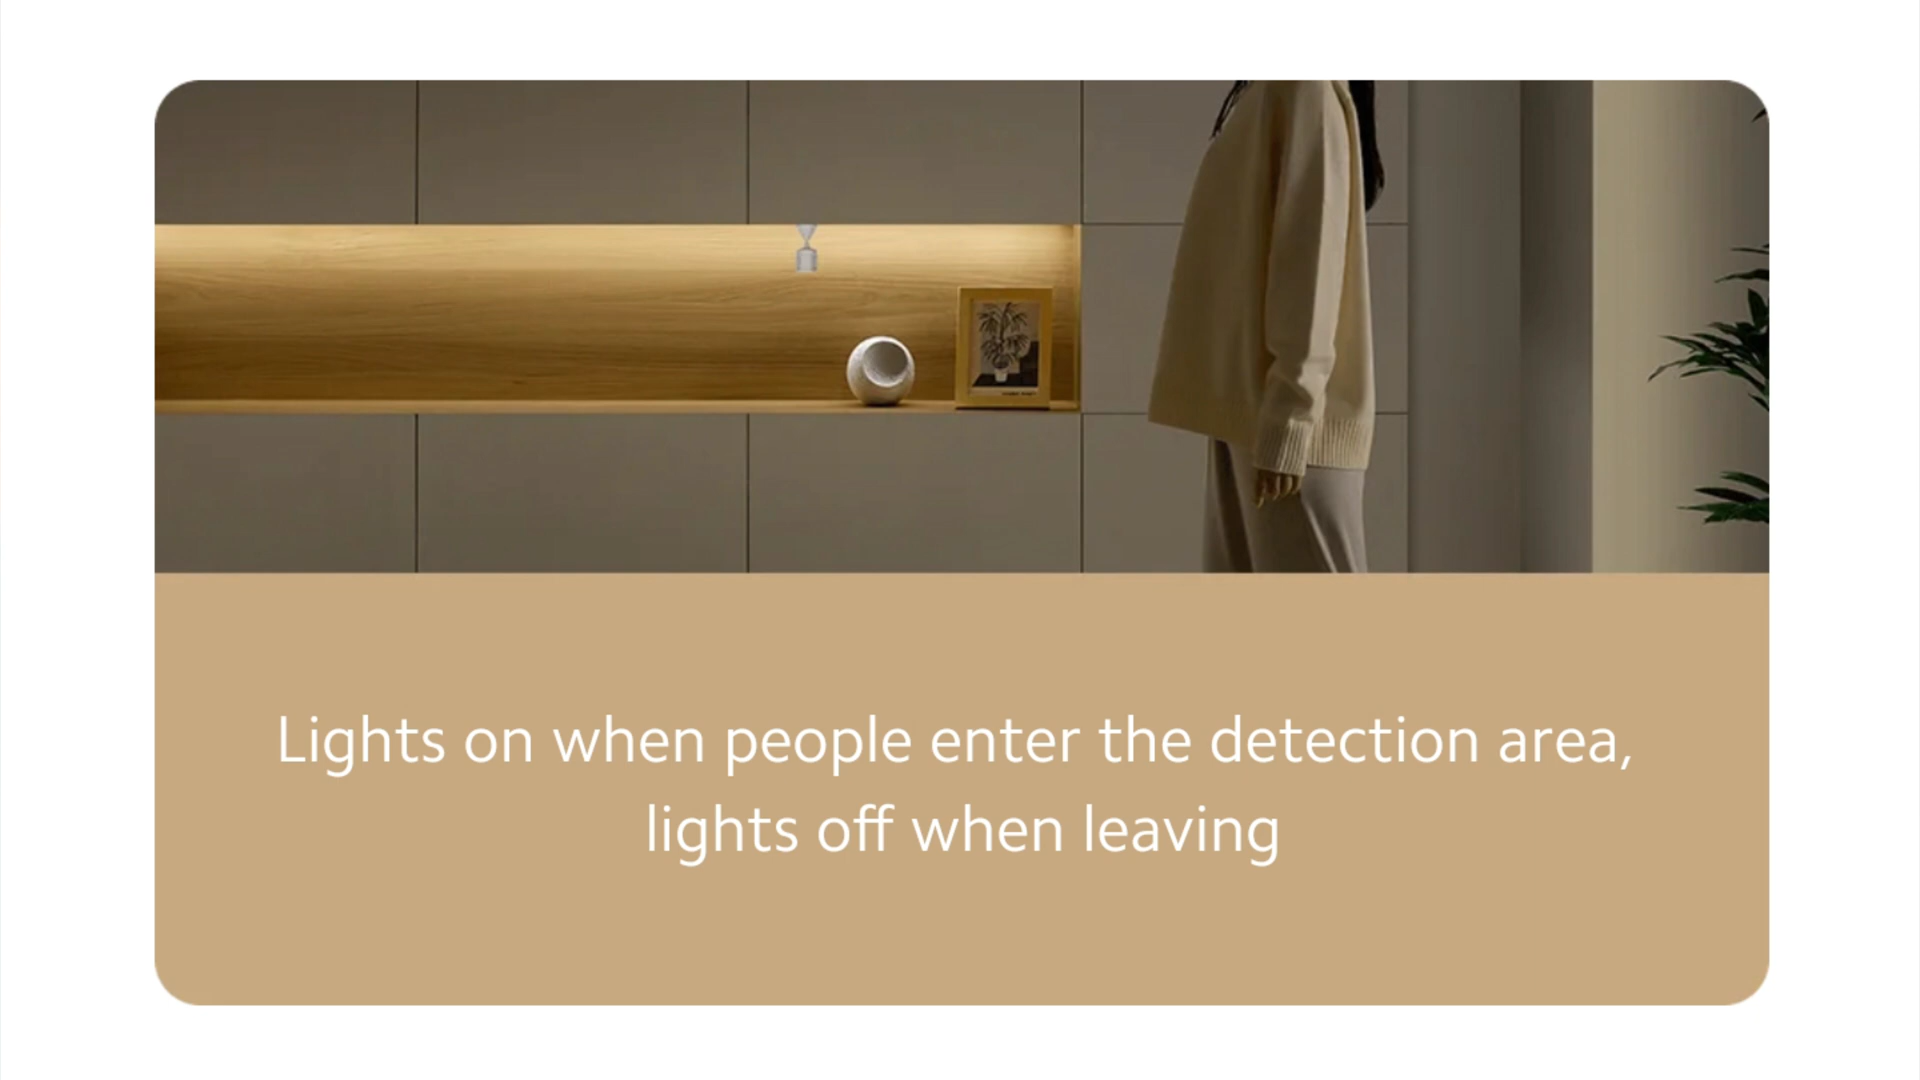 Lights on when people enter the detection area,
lights off when leaving